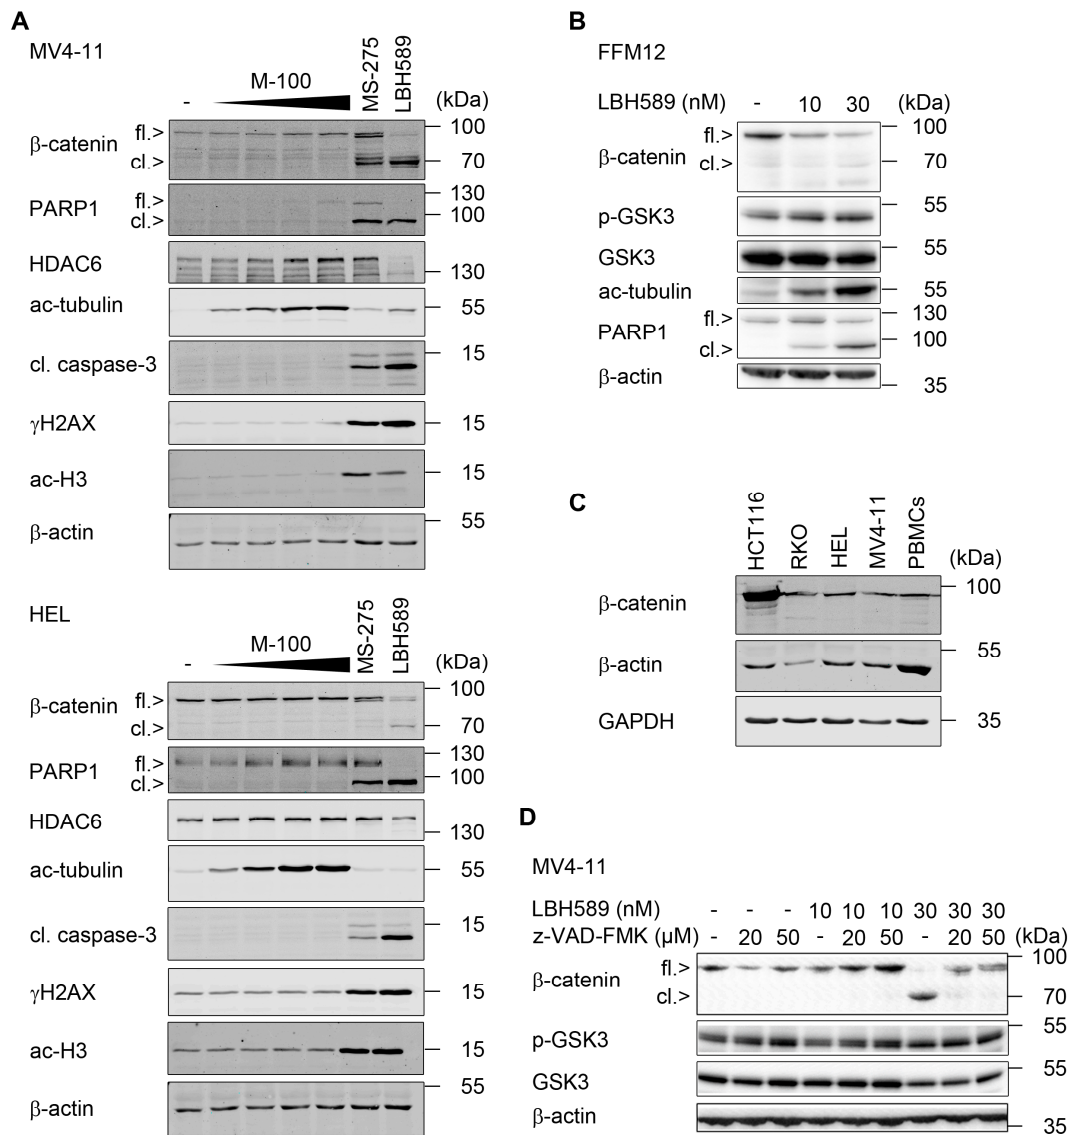 A
MV4-11
- M-100 MS-275 LBH589 (kDa)
β-catenin fl.> cl.> 100 70
PARP1 fl.> cl.> 130 100
HDAC6 130
ac-tubulin 55
cl. caspase-3 15
γH2AX 15
ac-H3 15
β-actin 55
HEL
- M-100 MS-275 LBH589 (kDa)
β-catenin fl.> cl.> 100 70
PARP1 fl.> cl.> 130 100
HDAC6 130
ac-tubulin 55
cl. caspase-3 15
γH2AX 15
ac-H3 15
β-actin 55
B
FFM12
LBH589 (nM) - 10 30 (kDa)
β-catenin fl.> cl.> 100 70
p-GSK3 55
GSK3 55
ac-tubulin 55
PARP1 fl.> cl.> 130 100
β-actin 35
C
HCT116 RKO HEL MV4-11 PBMCs (kDa)
β-catenin 100
β-actin 55
GAPDH 35
D
MV4-11
LBH589 (nM) - - - 10 10 10 30 30 30
z-VAD-FMK (μM) - 20 50 - 20 50 - 20 50 (kDa)
β-catenin fl.> cl.> 100 70
p-GSK3 55
GSK3 55
β-actin 35